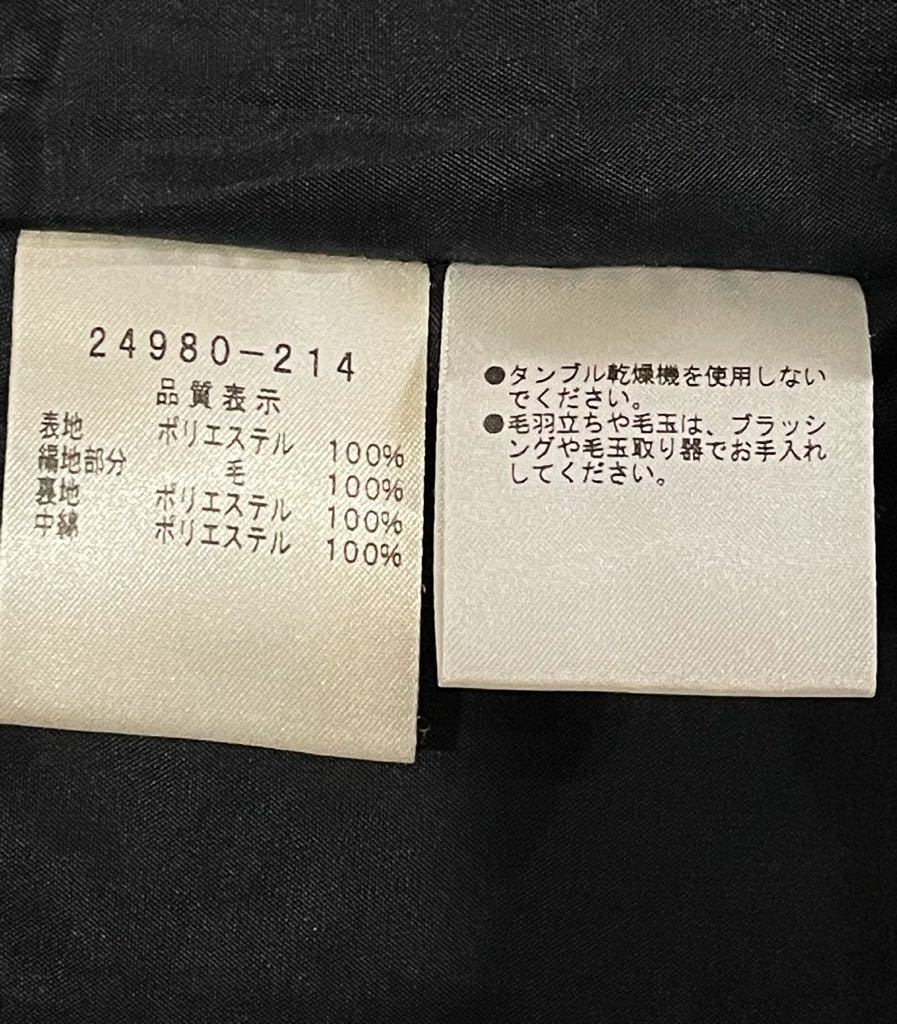 24980-214
品質表示
表地 ポリエステル 100%
編地部分 毛 100%
裏地 ポリエステル 100%
中綿 ポリエステル 100%
●タンブル乾燥機を使用しない
でください。
●毛羽立ちや毛玉は、ブラッシ
ングや毛玉取り器でお手入れ
してください。